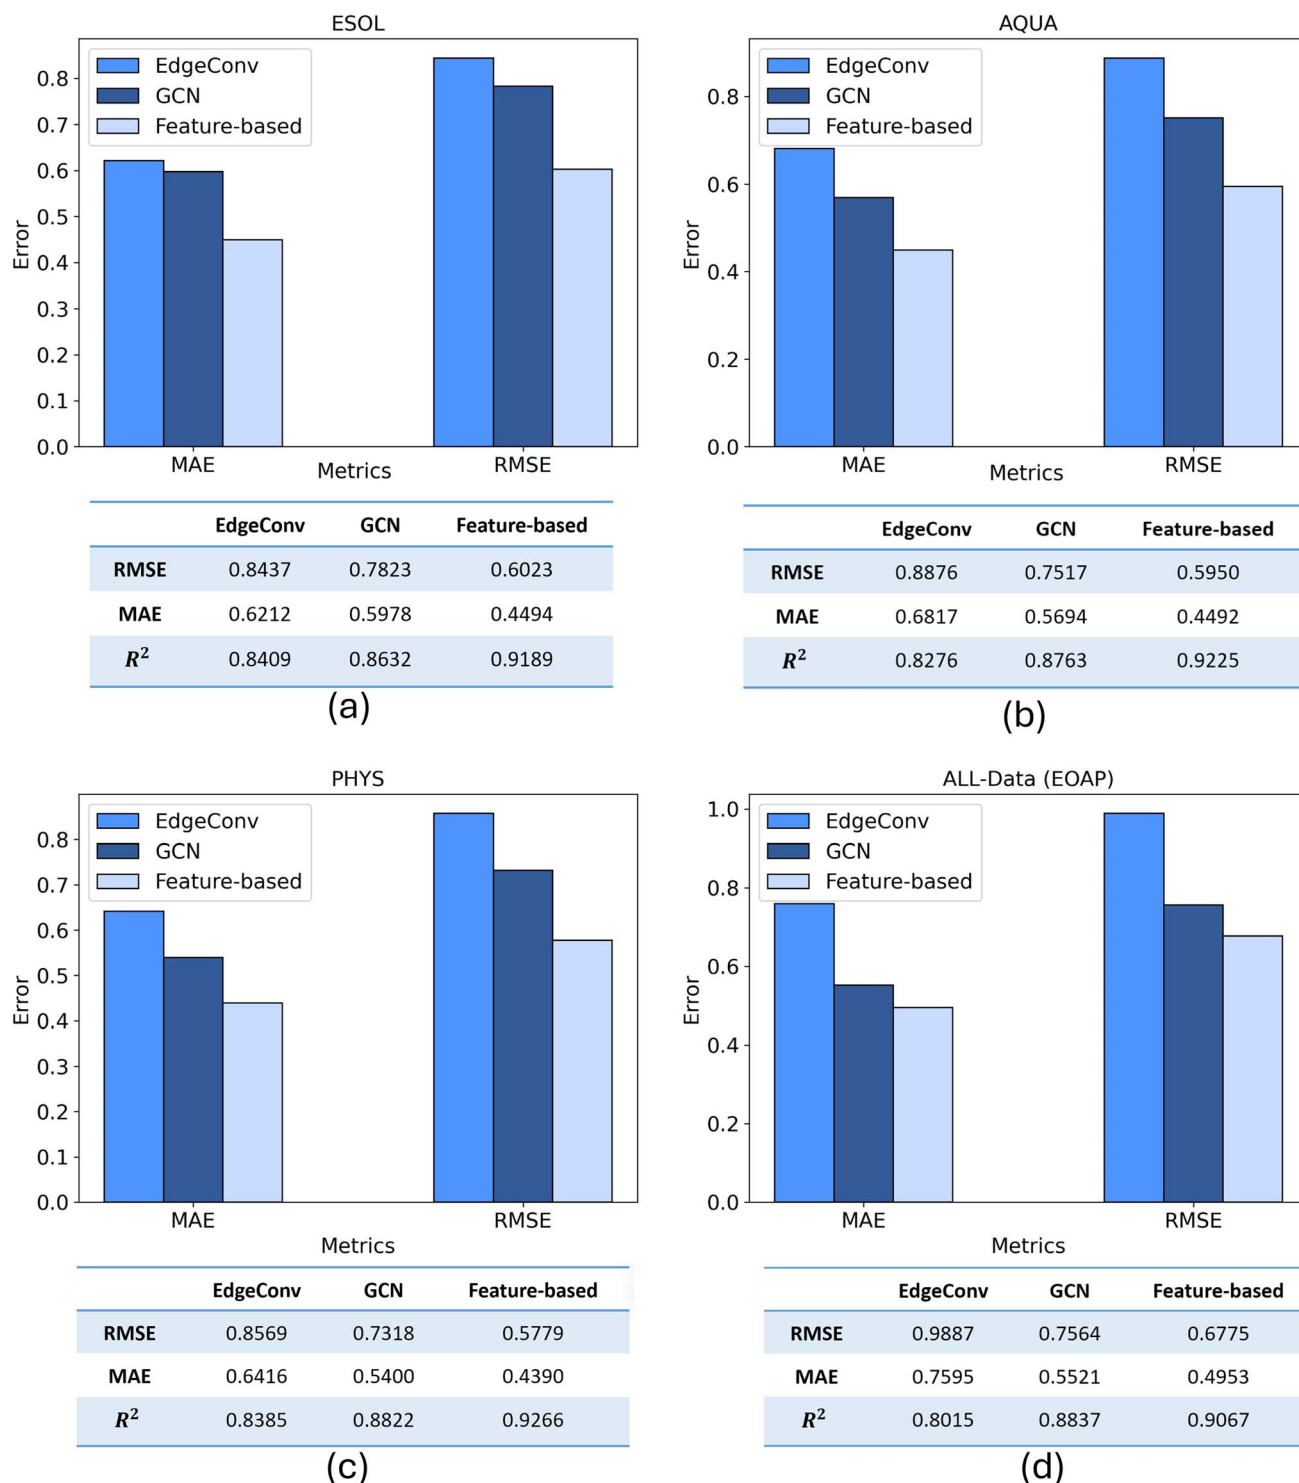 ESOL
EdgeConv
GCN
Feature-based
0.8
0.7
0.6
0.5
0.4
0.3
0.2
0.1
0.0
Error
MAE
RMSE
Metrics
EdgeConv GCN Feature-based
RMSE 0.8437 0.7823 0.6023
MAE 0.6212 0.5978 0.4494
R² 0.8409 0.8632 0.9189
(a)
AQUA
EdgeConv
GCN
Feature-based
0.8
0.6
0.4
0.2
0.0
Error
MAE
RMSE
Metrics
EdgeConv GCN Feature-based
RMSE 0.8876 0.7517 0.5950
MAE 0.6817 0.5694 0.4492
R² 0.8276 0.8763 0.9225
(b)
PHYS
EdgeConv
GCN
Feature-based
0.8
0.7
0.6
0.5
0.4
0.3
0.2
0.1
0.0
Error
MAE
RMSE
Metrics
EdgeConv GCN Feature-based
RMSE 0.8569 0.7318 0.5779
MAE 0.6416 0.5400 0.4390
R² 0.8385 0.8822 0.9266
(c)
ALL-Data (EOAP)
EdgeConv
GCN
Feature-based
1.0
0.8
0.6
0.4
0.2
0.0
Error
MAE
RMSE
Metrics
EdgeConv GCN Feature-based
RMSE 0.9887 0.7564 0.6775
MAE 0.7595 0.5521 0.4953
R² 0.8015 0.8837 0.9067
(d)